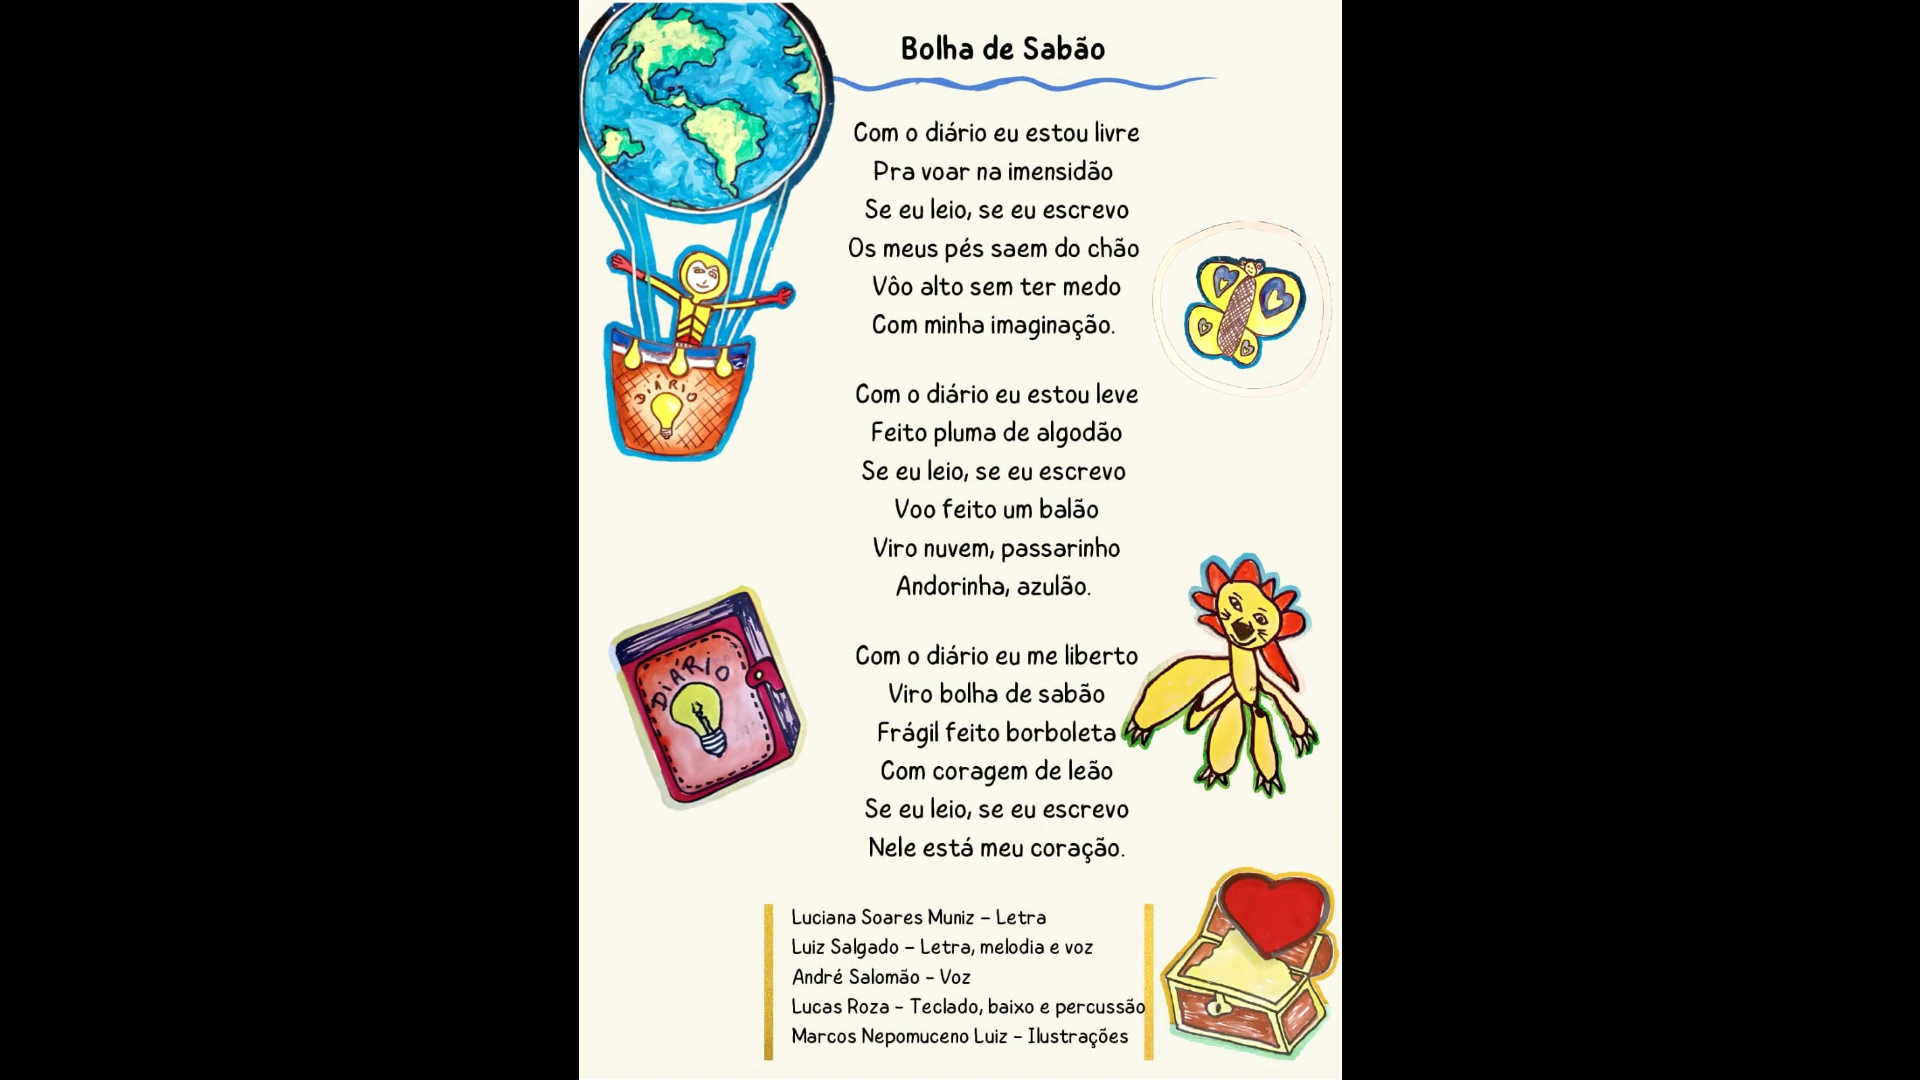 Bolha de Sabão
Com o diário eu estou livre
Pra voar na imensidão
Se eu leio, se eu escrevo
Os meus pés saem do chão
Vôo alto sem ter medo
Com minha imaginação.
Com o diário eu estou leve
Feito pluma de algodão
Se eu leio, se eu escrevo
Voo feito um balão
Viro nuvem, passarinho
Andorinha, azulão.
Com o diário eu me liberto
Viro bolha de sabão
Frágil feito borboleta
Com coragem de leão
Se eu leio, se eu escrevo
Nele está meu coração.
DiÁRiO
DiÁRiO
Luciana Soares Muniz – Letra
Luiz Salgado – Letra, melodia e voz
André Salomão - Voz
Lucas Roza - Teclado, baixo e percussão
Marcos Nepomuceno Luiz - Ilustrações